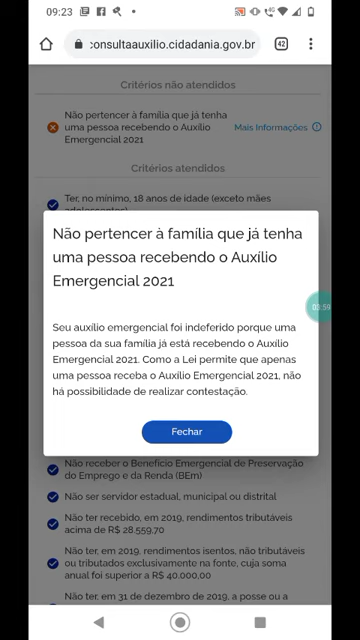 09:23
consultaauxilio.cidadania.gov.br
42
Critérios não atendidos
Não pertencer à família que já tenha
uma pessoa recebendo o Auxílio
Emergencial 2021
Mais Informações
Critérios atendidos
Ter, no mínimo, 18 anos de idade (exceto mães
adolescentes)
Não pertencer à família que já tenha
uma pessoa recebendo o Auxílio
Emergencial 2021
03:59
Seu auxílio emergencial foi indeferido porque uma
pessoa da sua família já está recebendo o Auxílio
Emergencial 2021. Como a Lei permite que apenas
uma pessoa receba o Auxílio Emergencial 2021, não
há possibilidade de realizar contestação.
Fechar
Não receber o Benefício Emergencial de Preservação
do Emprego e da Renda (BEm)
Não ser servidor estadual, municipal ou distrital
Não ter recebido, em 2019, rendimentos tributáveis
acima de R$ 28.559,70
Não ter, em 2019, rendimentos isentos, não tributáveis
ou tributados exclusivamente na fonte, cuja soma
anual foi superior a R$ 40.000,00
Não ter, em 31 de dezembro de 2019, a posse ou a